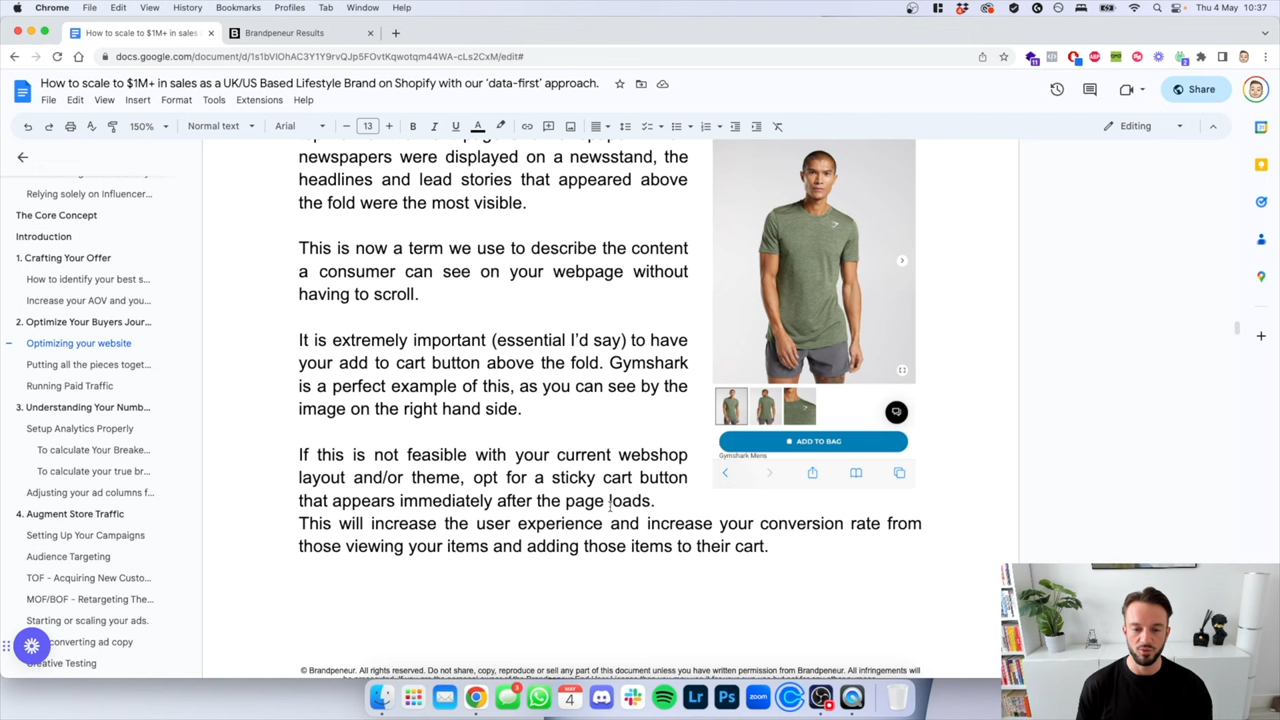 Chrome File Edit View History Bookmarks Profiles Tab Window Help
Thu 4 May 10:37
How to scale to $1M+ in sales
Brandpeneur Results
docs.google.com/document/d/1s1bVIOhAC3Y1Y9rvQJp5FOvtKqwotqm44WA-cLs2CxM/edit#
How to scale to $1M+ in sales as a UK/US Based Lifestyle Brand on Shopify with our 'data-first' approach.
Share
File Edit View Insert Format Tools Extensions Help
150%
Normal text
Arial
13
B I U A
Editing
Relying solely on Influencer...
The Core Concept
Introduction
1. Crafting Your Offer
How to identify your best s...
Increase your AOV and you...
2. Optimize Your Buyers Jour...
Optimizing your website
Putting all the pieces toget...
Running Paid Traffic
3. Understanding Your Numb...
Setup Analytics Properly
To calculate Your Breake...
To calculate your true br...
Adjusting your ad columns f...
4. Augment Store Traffic
Setting Up Your Campaigns
Audience Targeting
TOF - Acquiring New Custo...
MOF/BOF - Retargeting The...
Starting or scaling your ads.
converting ad copy
Creative Testing
newspapers were displayed on a newsstand, the
headlines and lead stories that appeared above
the fold were the most visible.
This is now a term we use to describe the content
a consumer can see on your webpage without
having to scroll.
It is extremely important (essential I'd say) to have
your add to cart button above the fold. Gymshark
is a perfect example of this, as you can see by the
image on the right hand side.
If this is not feasible with your current webshop
layout and/or theme, opt for a sticky cart button
that appears immediately after the page loads.
This will increase the user experience and increase your conversion rate from
those viewing your items and adding those items to their cart.
ADD TO BAG
Gymshark Mens
© Brandpeneur. All rights reserved. Do not share, copy, reproduce or sell any part of this document unless you have written permission from Brandpeneur. All infringements will
MAY
4
Lr
Ps
zoom